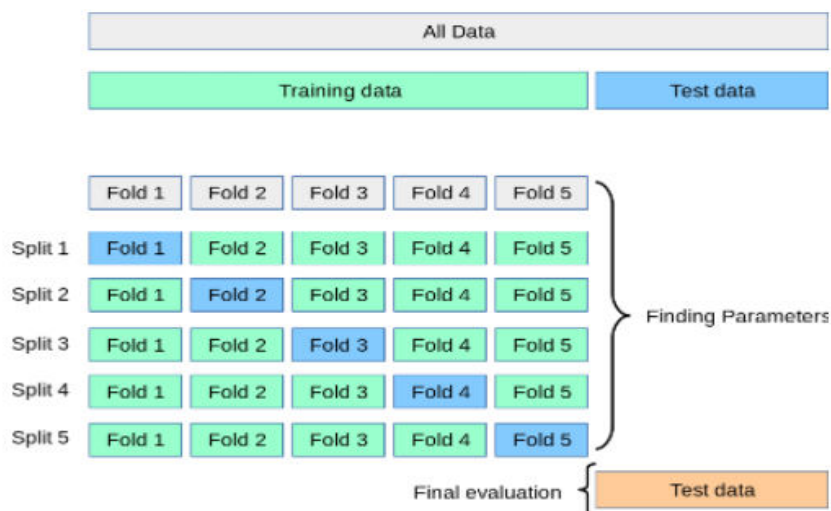 All Data
Training data Test data
Fold 1 Fold 2 Fold 3 Fold 4 Fold 5
Split 1 Fold 1 Fold 2 Fold 3 Fold 4 Fold 5
Split 2 Fold 1 Fold 2 Fold 3 Fold 4 Fold 5
Finding Parameters
Split 3 Fold 1 Fold 2 Fold 3 Fold 4 Fold 5
Split 4 Fold 1 Fold 2 Fold 3 Fold 4 Fold 5
Split 5 Fold 1 Fold 2 Fold 3 Fold 4 Fold 5
Final evaluation Test data